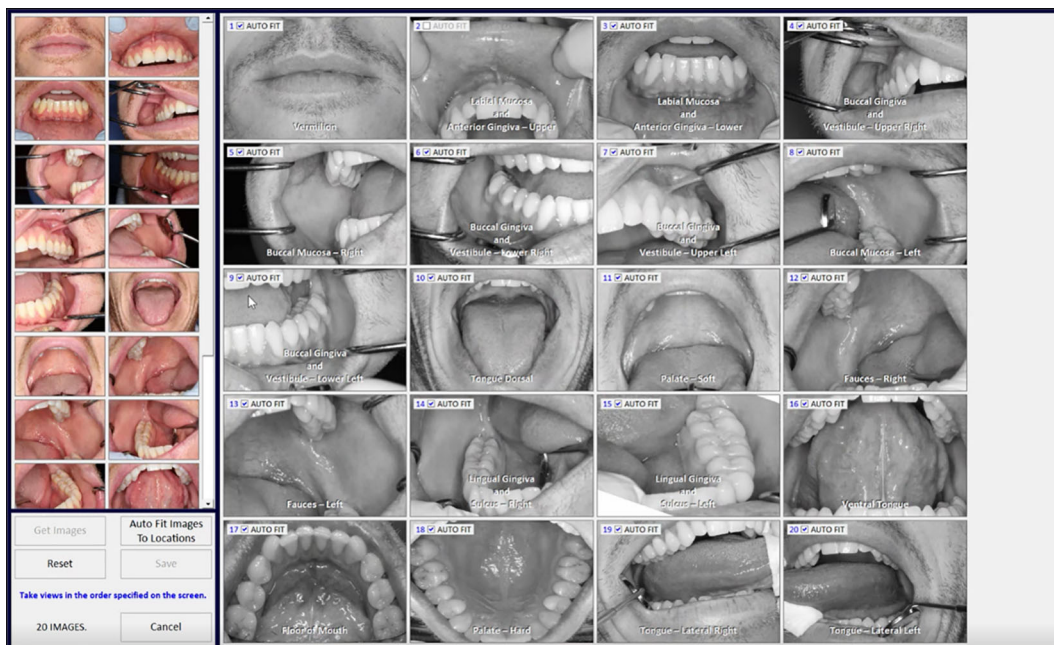 1 AUTO FIT
Vermilion
2 AUTO FIT
Labial Mucosa
and
Anterior Gingiva – Upper
3 AUTO FIT
Labial Mucosa
and
Anterior Gingiva – Lower
4 AUTO FIT
Buccal Gingiva
and
Vestibule – Upper Right
5 AUTO FIT
Buccal Mucosa – Right
6 AUTO FIT
Buccal Gingiva
and
Vestibule – Lower Right
7 AUTO FIT
Buccal Gingiva
and
Vestibule – Upper Left
8 AUTO FIT
Buccal Mucosa – Left
9 AUTO FIT
Buccal Gingiva
and
Vestibule – Lower Left
10 AUTO FIT
Tongue Dorsal
11 AUTO FIT
Palate – Soft
12 AUTO FIT
Fauces – Right
13 AUTO FIT
Fauces – Left
14 AUTO FIT
Lingual Gingiva
and
Sulcus – Right
15 AUTO FIT
Lingual Gingiva
and
Sulcus – Left
16 AUTO FIT
Ventral Tongue
17 AUTO FIT
Floor of Mouth
18 AUTO FIT
Palate – Hard
19 AUTO FIT
Tongue – Lateral Right
20 AUTO FIT
Tongue – Lateral Left
Get Images
Auto Fit Images
To Locations
Reset
Save
Take views in the order specified on the screen.
20 IMAGES.
Cancel